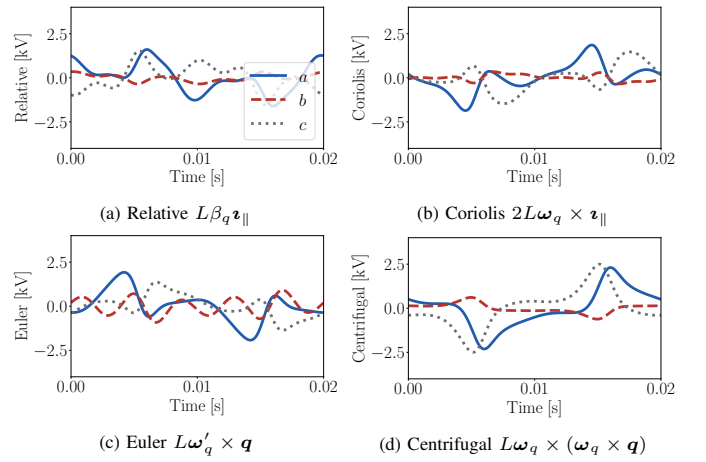 Relative [kV]
2.5
0.0
−2.5
a
b
c
0.00
0.01
0.02
Time [s]
(a) Relative Lβ_q ı_∥
Coriolis [kV]
2.5
0.0
−2.5
0.00
0.01
0.02
Time [s]
(b) Coriolis 2Lω_q × ı_∥
Euler [kV]
2.5
0.0
−2.5
0.00
0.01
0.02
Time [s]
(c) Euler Lω′_q × q
Centrifugal [kV]
2.5
0.0
−2.5
0.00
0.01
0.02
Time [s]
(d) Centrifugal Lω_q × (ω_q × q)